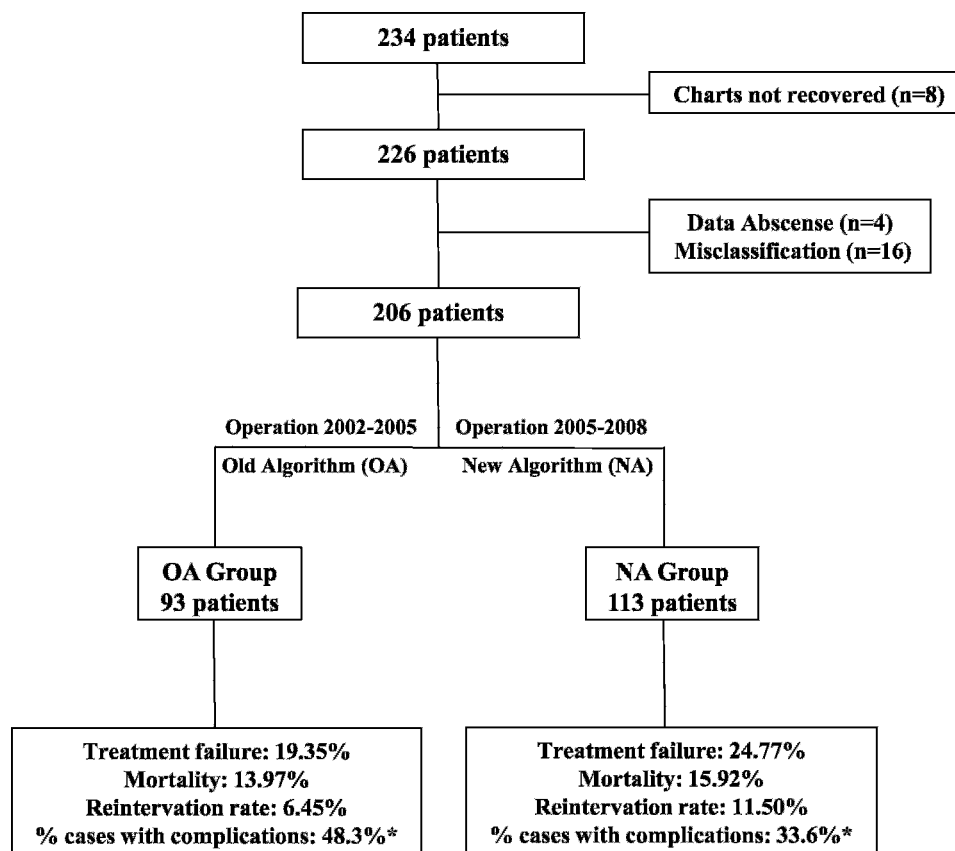 234 patients
Charts not recovered (n=8)
226 patients
Data Abscense (n=4)
Misclassification (n=16)
206 patients
Operation 2002-2005
Operation 2005-2008
Old Algorithm (OA)
New Algorithm (NA)
OA Group
93 patients
NA Group
113 patients
Treatment failure: 19.35%
Mortality: 13.97%
Reintervation rate: 6.45%
% cases with complications: 48.3%*
Treatment failure: 24.77%
Mortality: 15.92%
Reintervation rate: 11.50%
% cases with complications: 33.6%*